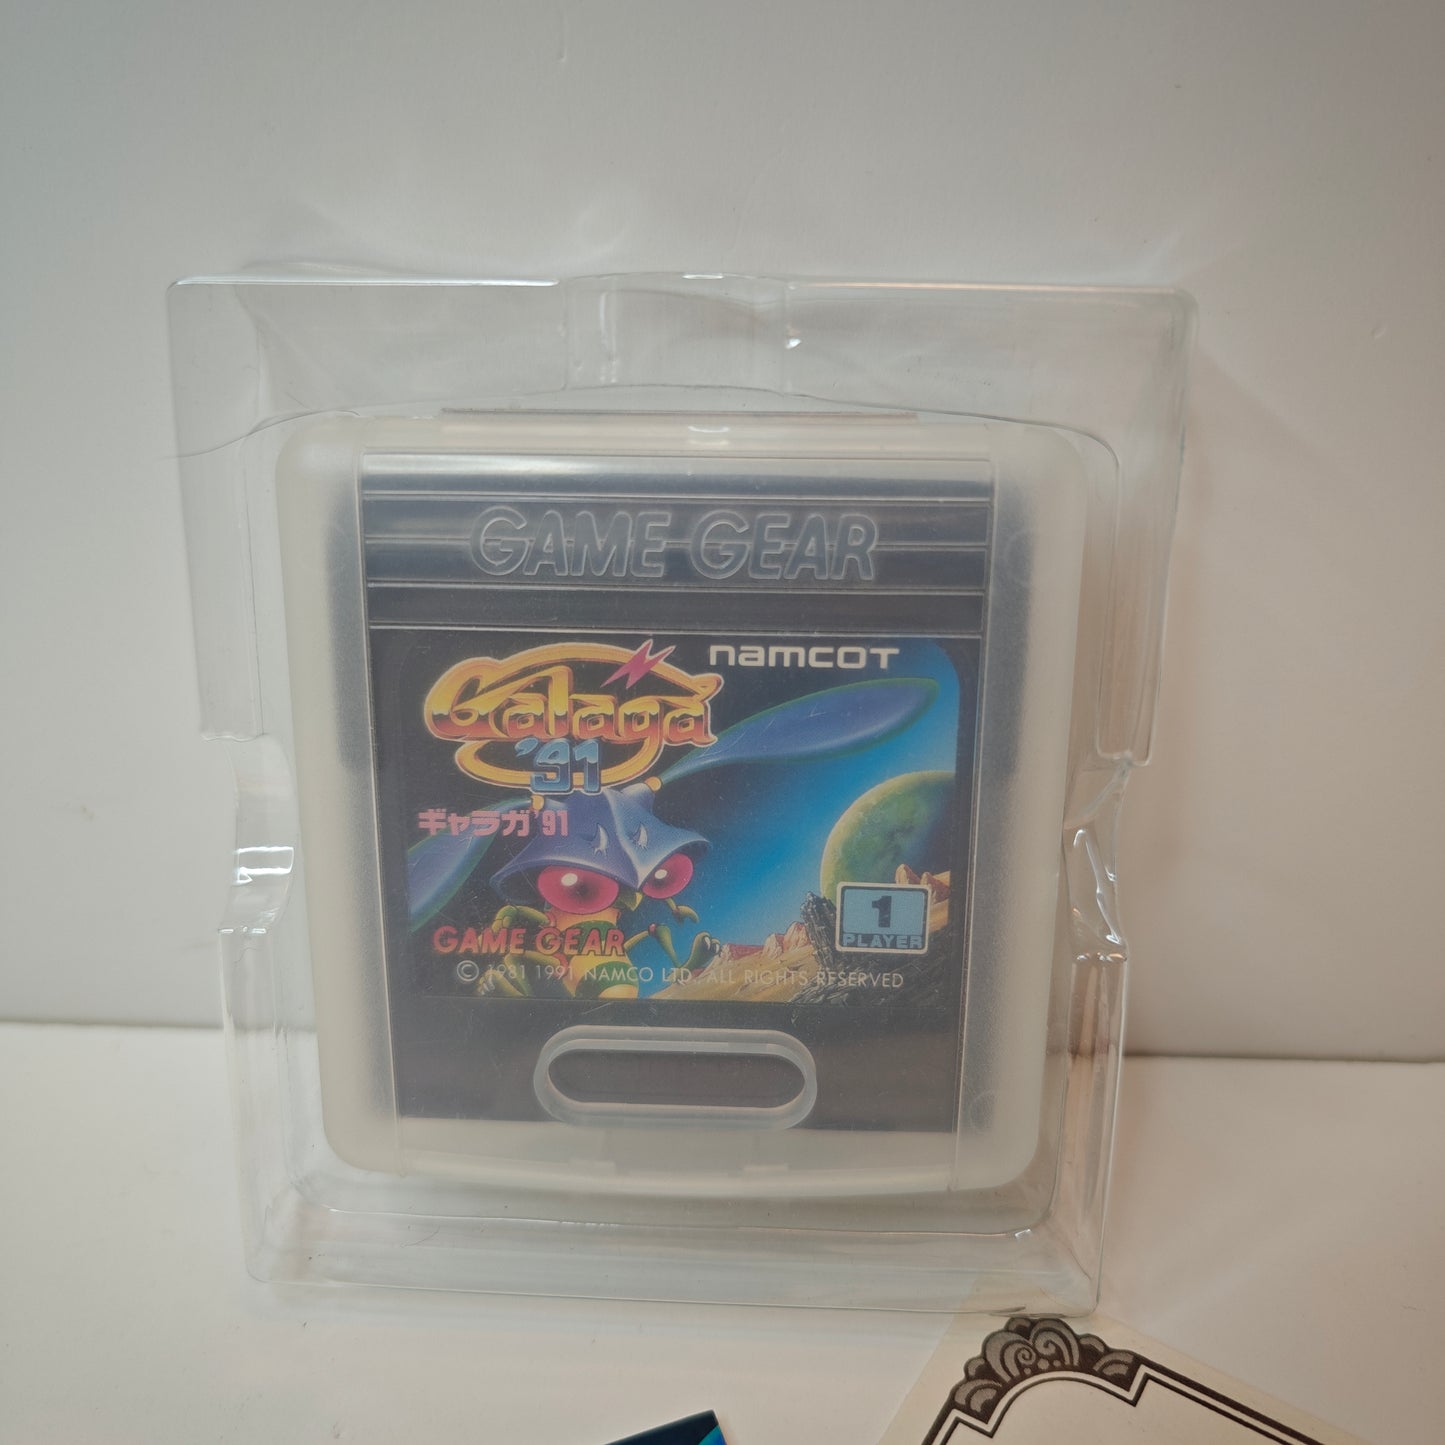 GAME GEAR
namcot
Galaga
'91
ギャラガ'91
1
PLAYER
GAME GEAR
© 1981 1991 NAMCO LTD. ALL RIGHTS RESERVED